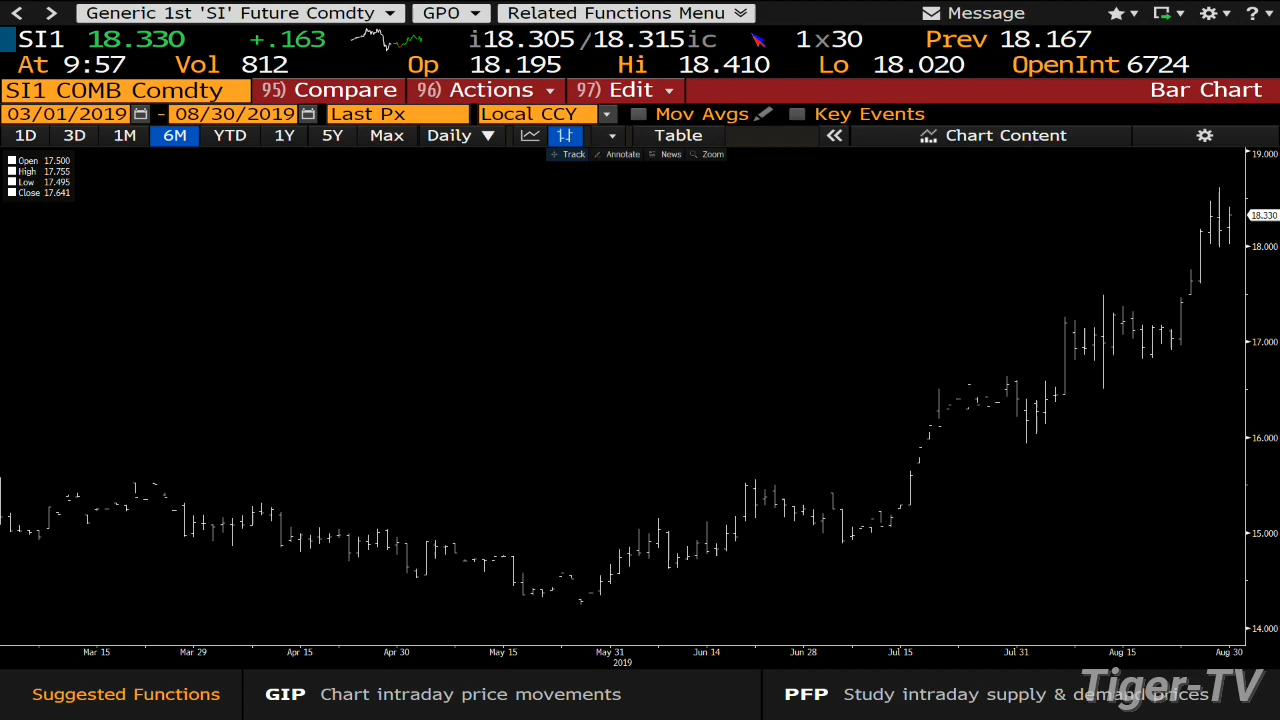 Generic 1st 'SI' Future Comdty GPO Related Functions Menu Message ?
SI1 18.330 +.163 i18.305/18.315ic 1x30 Prev 18.167
At 9:57 Vol 812 Op 18.195 Hi 18.410 Lo 18.020 OpenInt 6724
SI1 COMB Comdty 95) Compare 96) Actions 97) Edit Bar Chart
03/01/2019 - 08/30/2019 Last Px Local CCY Mov Avgs Key Events
1D 3D 1M 6M YTD 1Y 5Y Max Daily Table Chart Content
Track Annotate News Zoom
Open 17.500
High 17.755
Low 17.495
Close 17.641
19.000
18.330
18.000
17.000
16.000
15.000
14.000
Mar 15 Mar 29 Apr 15 Apr 30 May 15 May 31 Jun 14 Jun 28 Jul 15 Jul 31 Aug 15 Aug 30
2019
Suggested Functions GIP Chart intraday price movements PFP Study intraday supply & demand prices
Tiger-TV